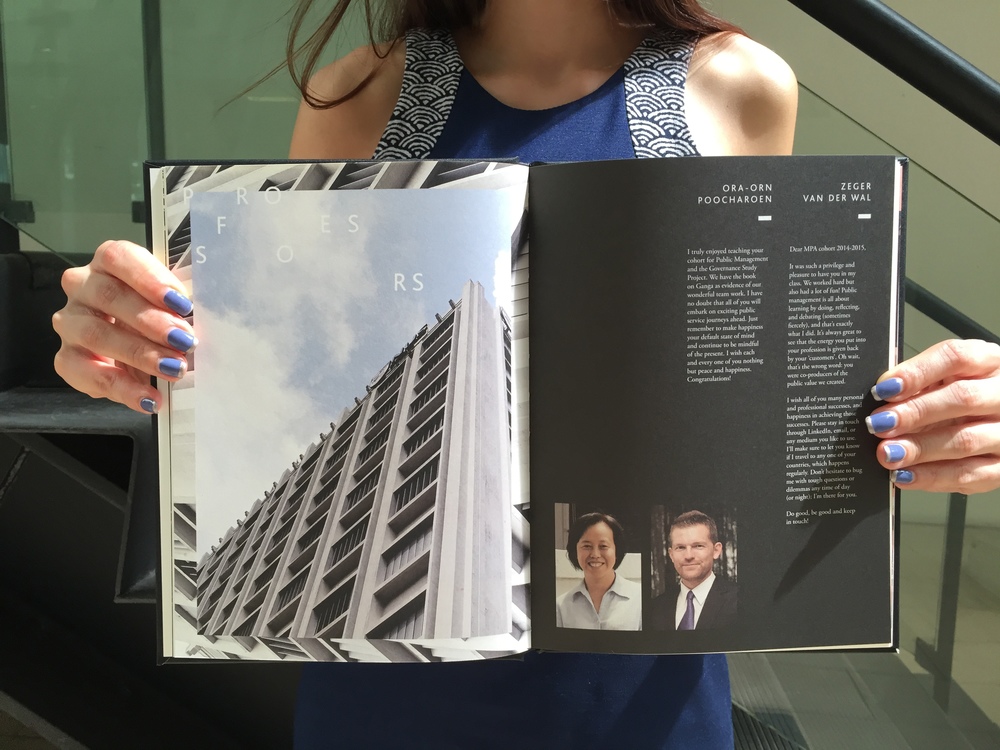 P R O
F O ES
S O
RS
ORA-ORN
POOCHAROEN
I truly enjoyed teaching your
cohort for Public Management
and the Governance Study
Project. We have the book
on Ganga as evidence of our
wonderful team work. I have
no doubt that all of you will
embark on exciting public
service journeys ahead. Just
remember to make happiness
your default state of mind
and continue to be mindful
of the present. I wish each
and every one of you nothing
but peace and happiness.
Congratulations!
ZEGER
VAN DER WAL
Dear MPA cohort 2014-2015,
It was such a privilege and
pleasure to have you in my
class. We worked hard but
also had a lot of fun! Public
management is all about
learning by doing, reflecting,
and debating (sometimes
fiercely), and that's exactly
what I did. It's always great to
see that the energy you put into
your profession is given back
by your 'customers'. Oh wait,
that's the wrong word: you
were co-producers of the
public value we created.
I wish all of you many personal
and professional successes, and
happiness in achieving these
successes. Please stay in touch
through LinkedIn, email, or
any medium you like to use.
I'll make sure to let you know
if I travel to any one of your
countries, which happens
regularly. Don't hesitate to bug
me with tough questions or
dilemmas any time of day
(or night). I'm there for you.
Do good, be good and keep
in touch!